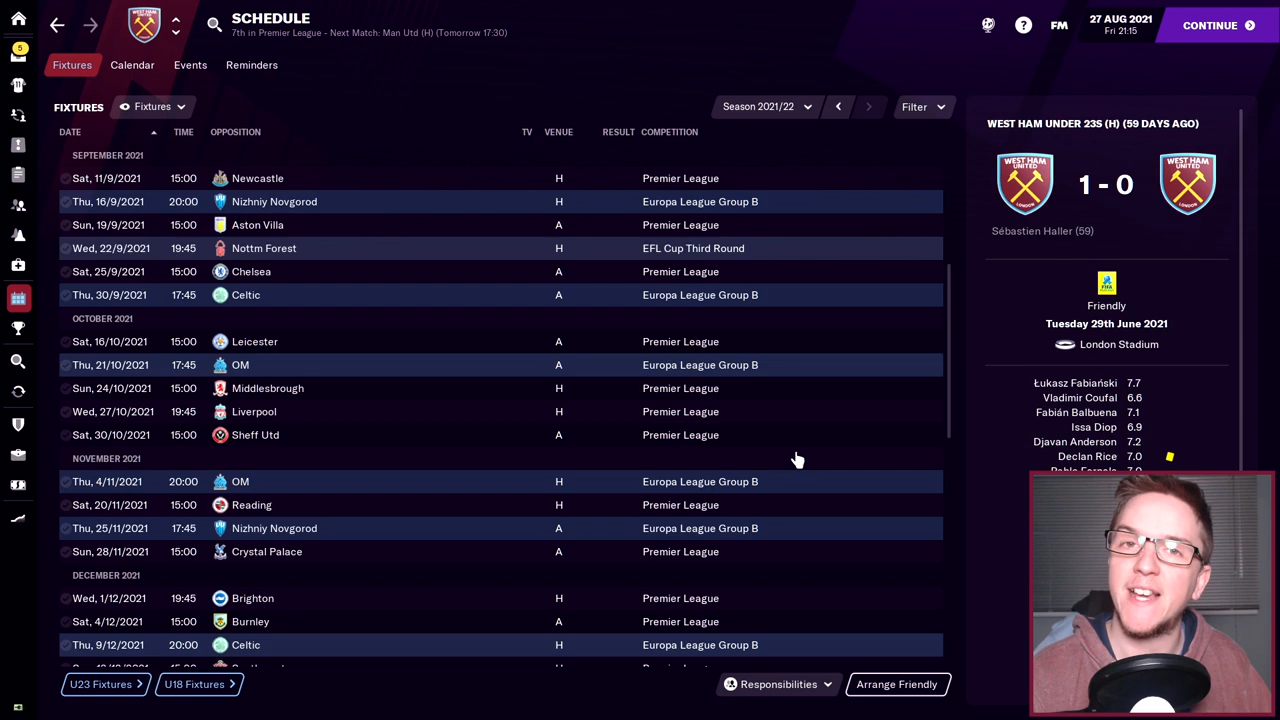 SCHEDULE
7th in Premier League - Next Match: Man Utd (H) (Tomorrow 17:30)
FM
27 AUG 2021
Fri 21:15
CONTINUE
5
11
Fixtures
Calendar
Events
Reminders
FIXTURES
Fixtures
Season 2021/22
Filter
DATE TIME OPPOSITION TV VENUE RESULT COMPETITION
SEPTEMBER 2021
Sat, 11/9/2021 15:00 Newcastle H Premier League
Thu, 16/9/2021 20:00 Nizhniy Novgorod H Europa League Group B
Sun, 19/9/2021 15:00 Aston Villa A Premier League
Wed, 22/9/2021 19:45 Nottm Forest H EFL Cup Third Round
Sat, 25/9/2021 15:00 Chelsea A Premier League
Thu, 30/9/2021 17:45 Celtic A Europa League Group B
OCTOBER 2021
Sat, 16/10/2021 15:00 Leicester A Premier League
Thu, 21/10/2021 17:45 OM A Europa League Group B
Sun, 24/10/2021 15:00 Middlesbrough H Premier League
Wed, 27/10/2021 19:45 Liverpool H Premier League
Sat, 30/10/2021 15:00 Sheff Utd A Premier League
NOVEMBER 2021
Thu, 4/11/2021 20:00 OM H Europa League Group B
Sat, 20/11/2021 15:00 Reading H Premier League
Thu, 25/11/2021 17:45 Nizhniy Novgorod A Europa League Group B
Sun, 28/11/2021 15:00 Crystal Palace A Premier League
DECEMBER 2021
Wed, 1/12/2021 19:45 Brighton H Premier League
Sat, 4/12/2021 15:00 Burnley A Premier League
Thu, 9/12/2021 20:00 Celtic H Europa League Group B
U23 Fixtures
U18 Fixtures
Responsibilities
Arrange Friendly
WEST HAM UNDER 23S (H) (59 DAYS AGO)
WEST HAM UNITED LONDON
1 - 0
WEST HAM UNITED LONDON
Sébastien Haller (59)
FIFA
Friendly
Tuesday 29th June 2021
London Stadium
Łukasz Fabiański 7.7
Vladimir Coufal 6.6
Fabián Balbuena 7.1
Issa Diop 6.9
Djavan Anderson 7.2
Declan Rice 7.0